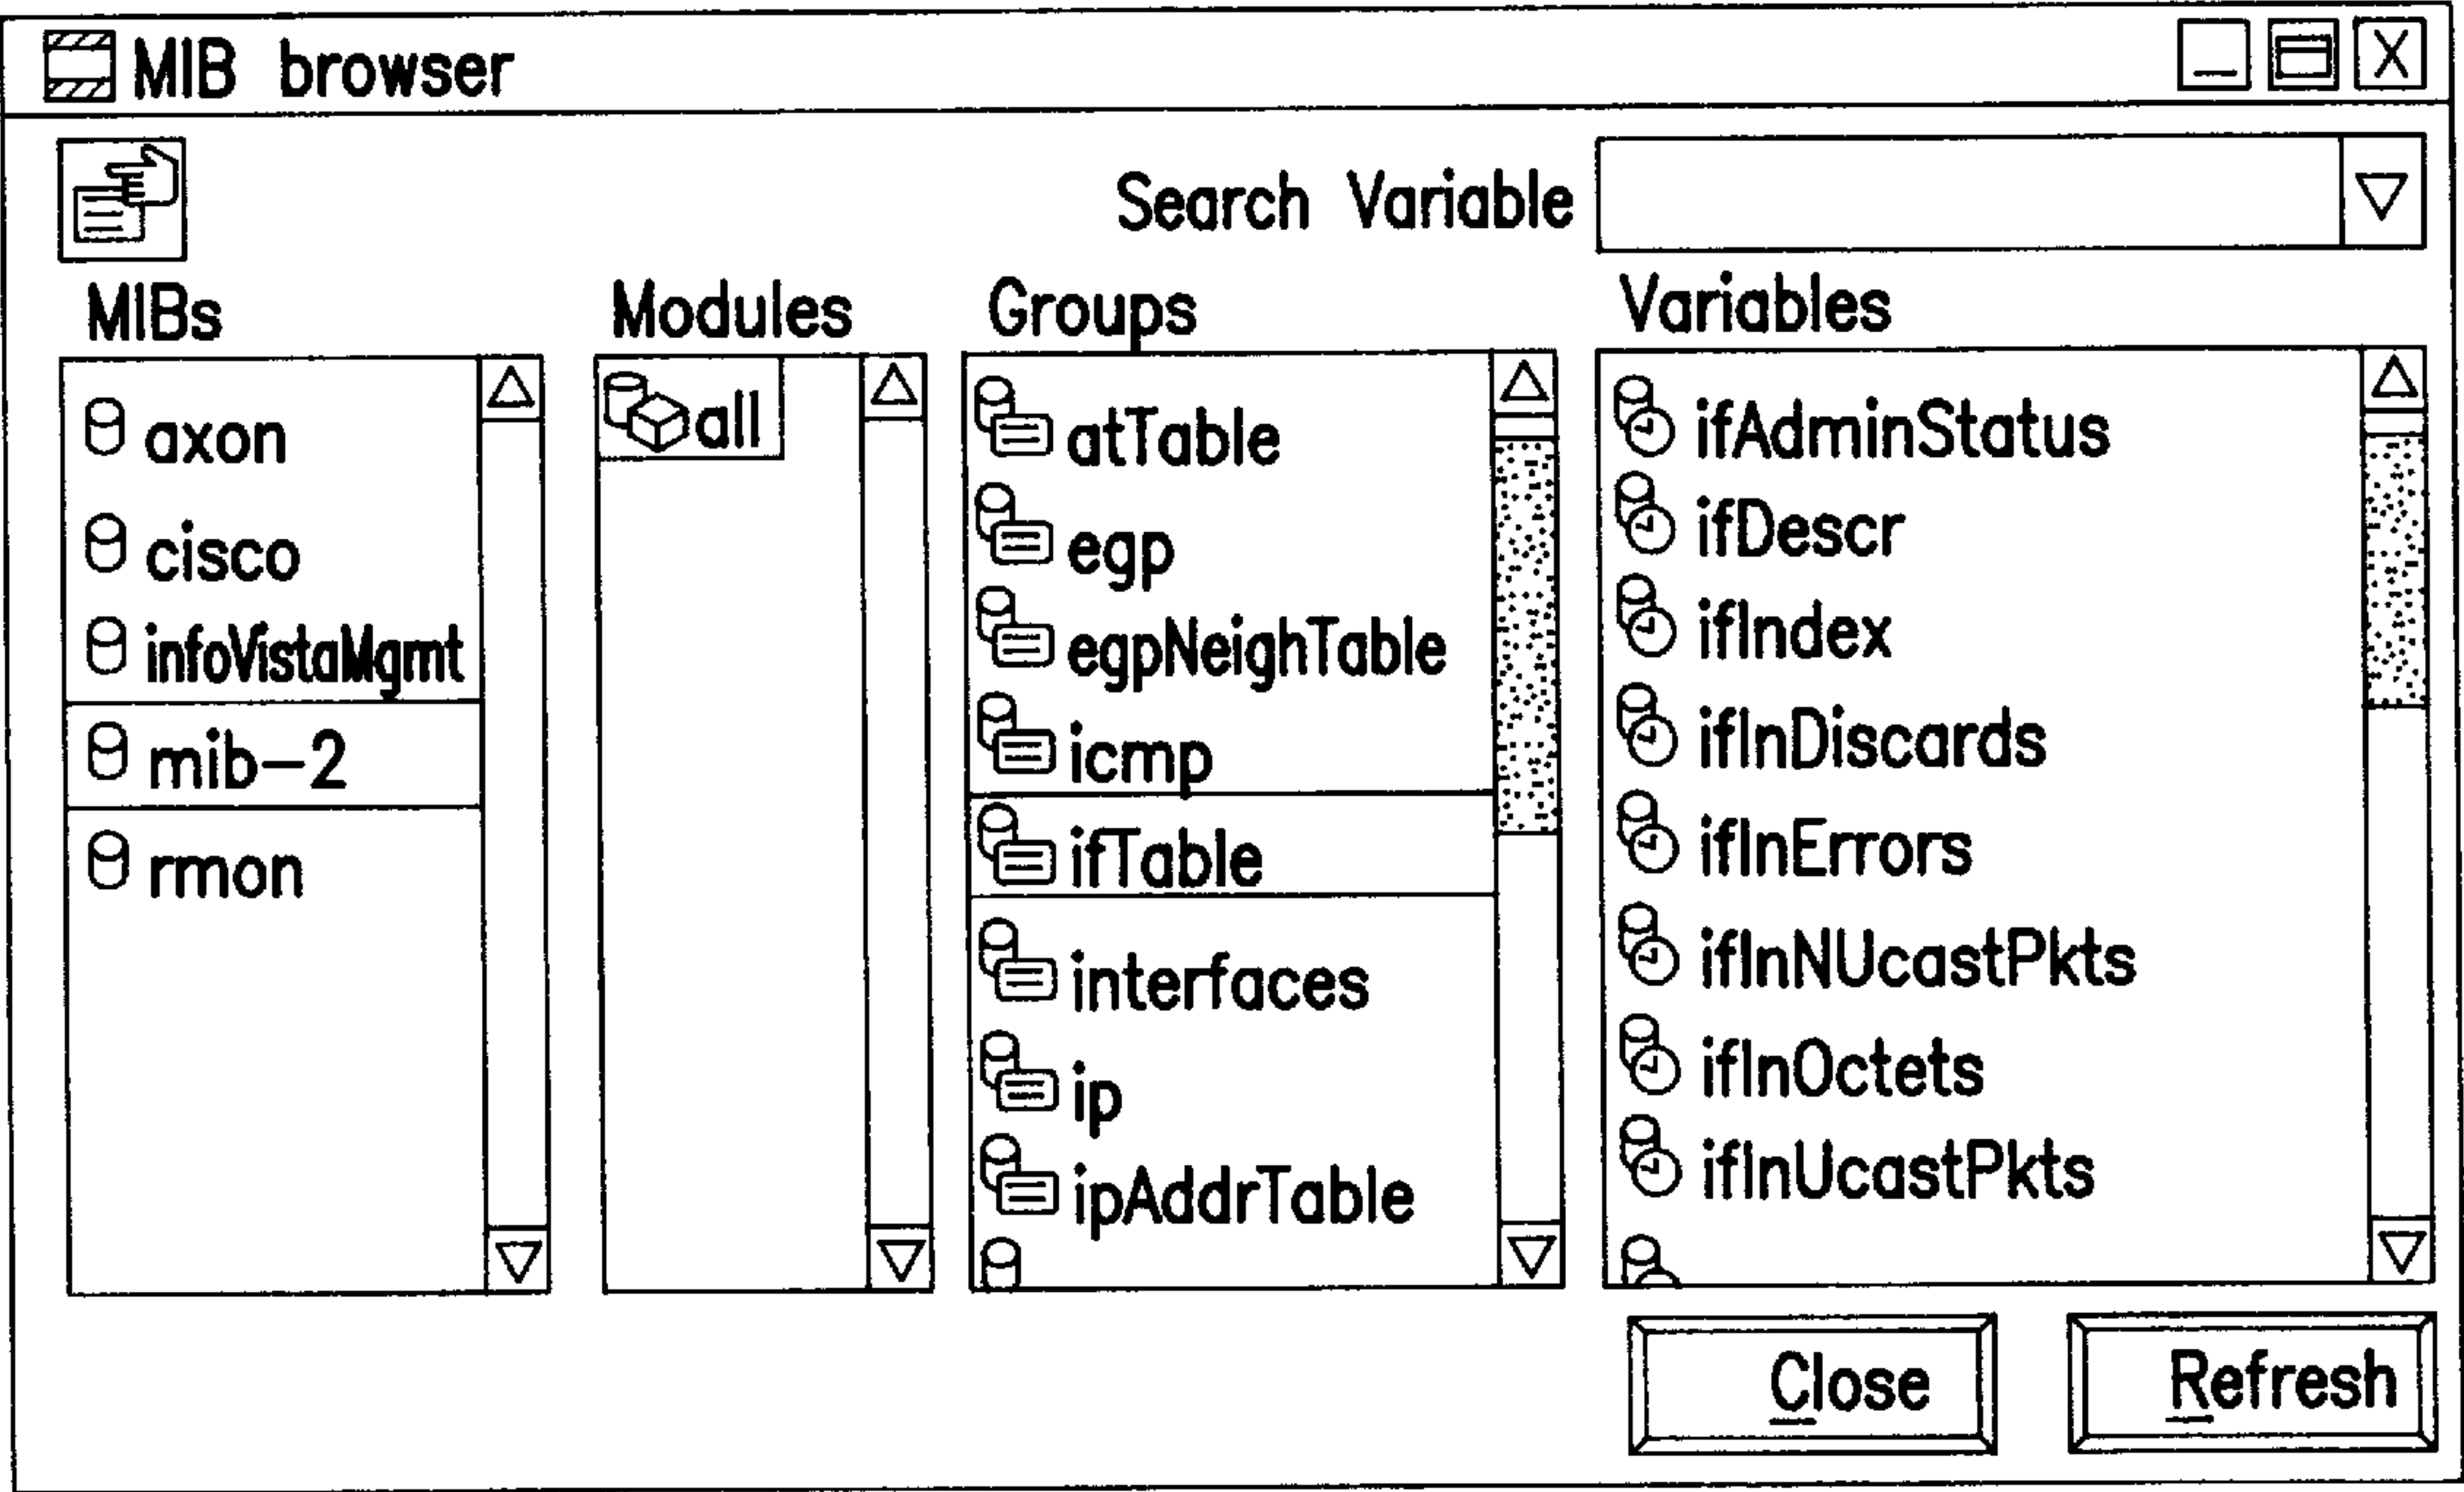 MIB browser
Search Variable
MIBs
axon
cisco
infoVistaMgmt
mib-2
rmon
Modules
all
Groups
atTable
egp
egpNeighTable
icmp
ifTable
interfaces
ip
ipAddrTable
Variables
ifAdminStatus
ifDescr
ifIndex
ifInDiscards
ifInErrors
ifInNUcastPkts
ifInOctets
ifInUcastPkts
Close
Refresh